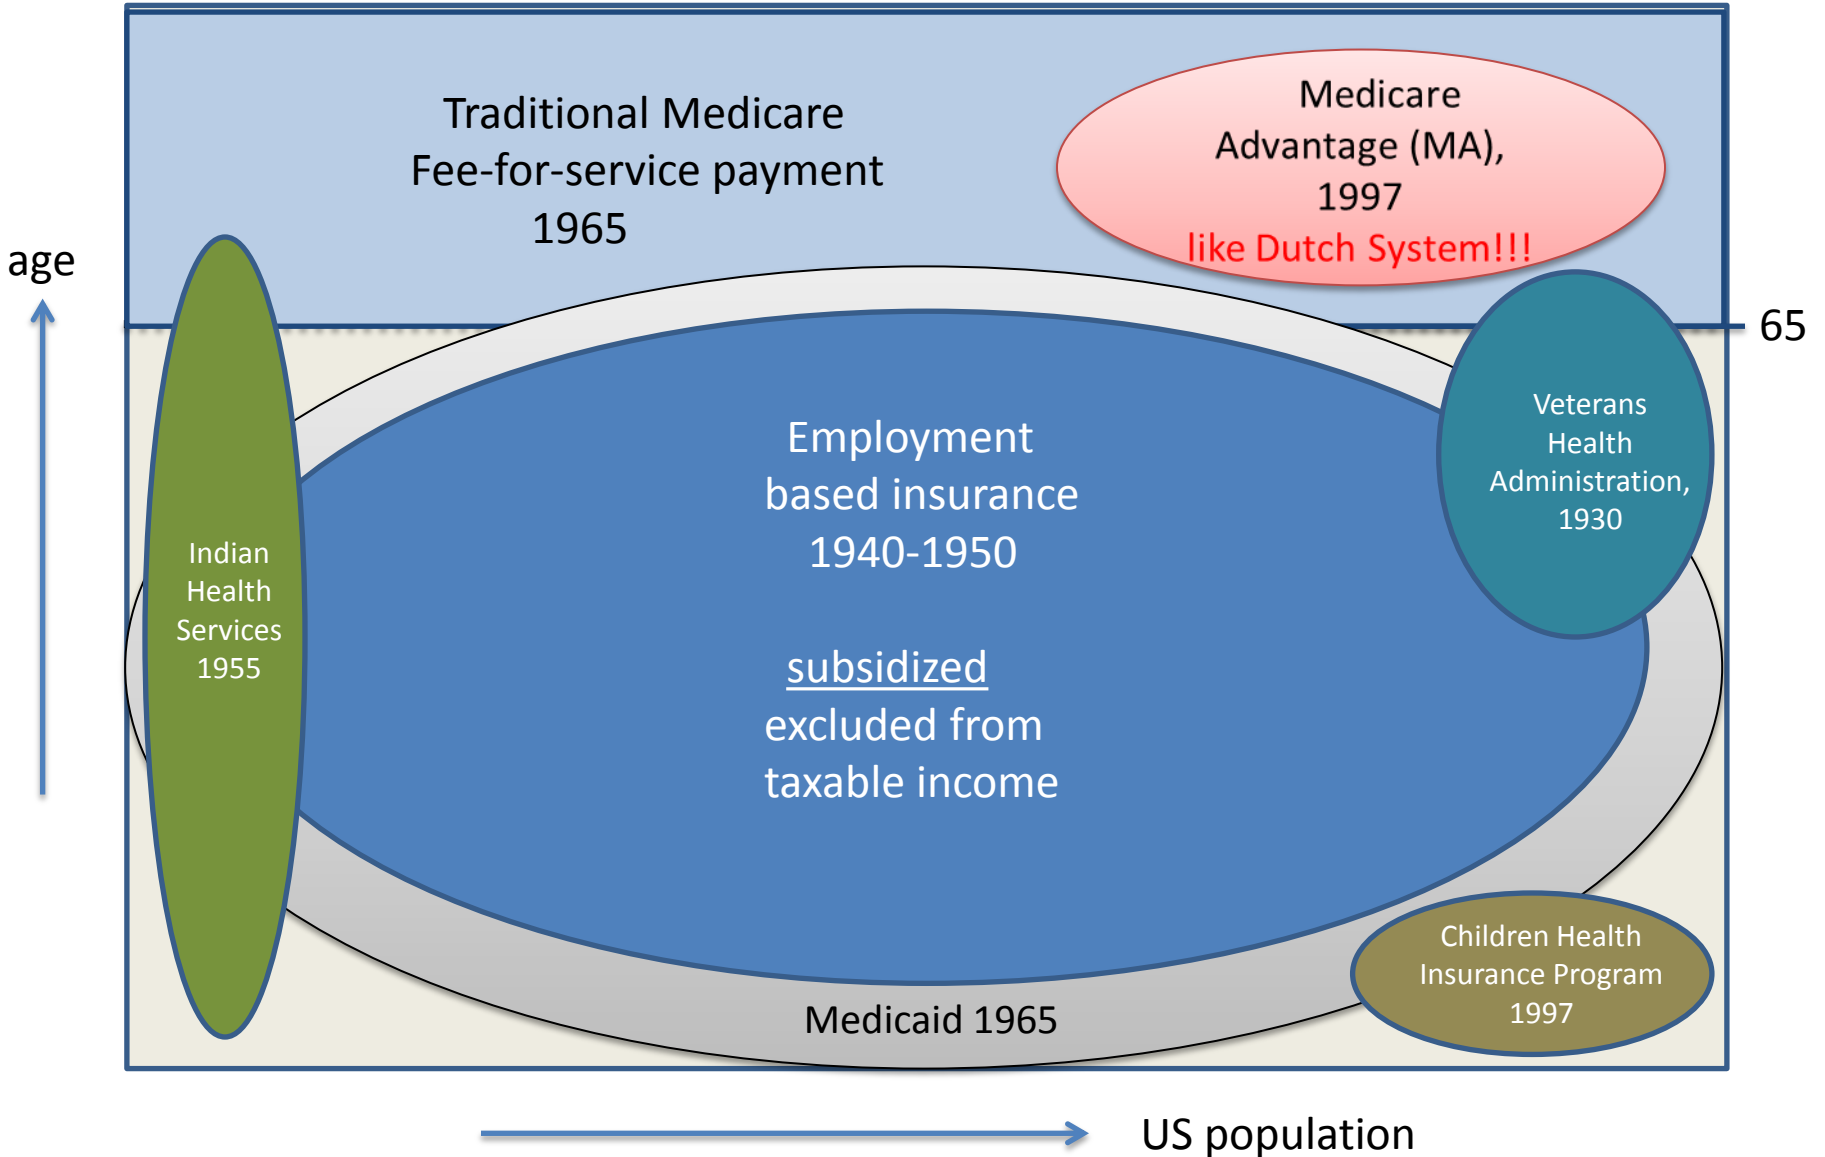 Traditional Medicare
Fee-for-service payment
1965
Medicare
Advantage (MA),
1997
like Dutch System!!!
age
65
Employment
based insurance
1940-1950
subsidized
excluded from
taxable income
Veterans
Health
Administration,
1930
Indian
Health
Services
1955
Children Health
Insurance Program
1997
Medicaid 1965
US population